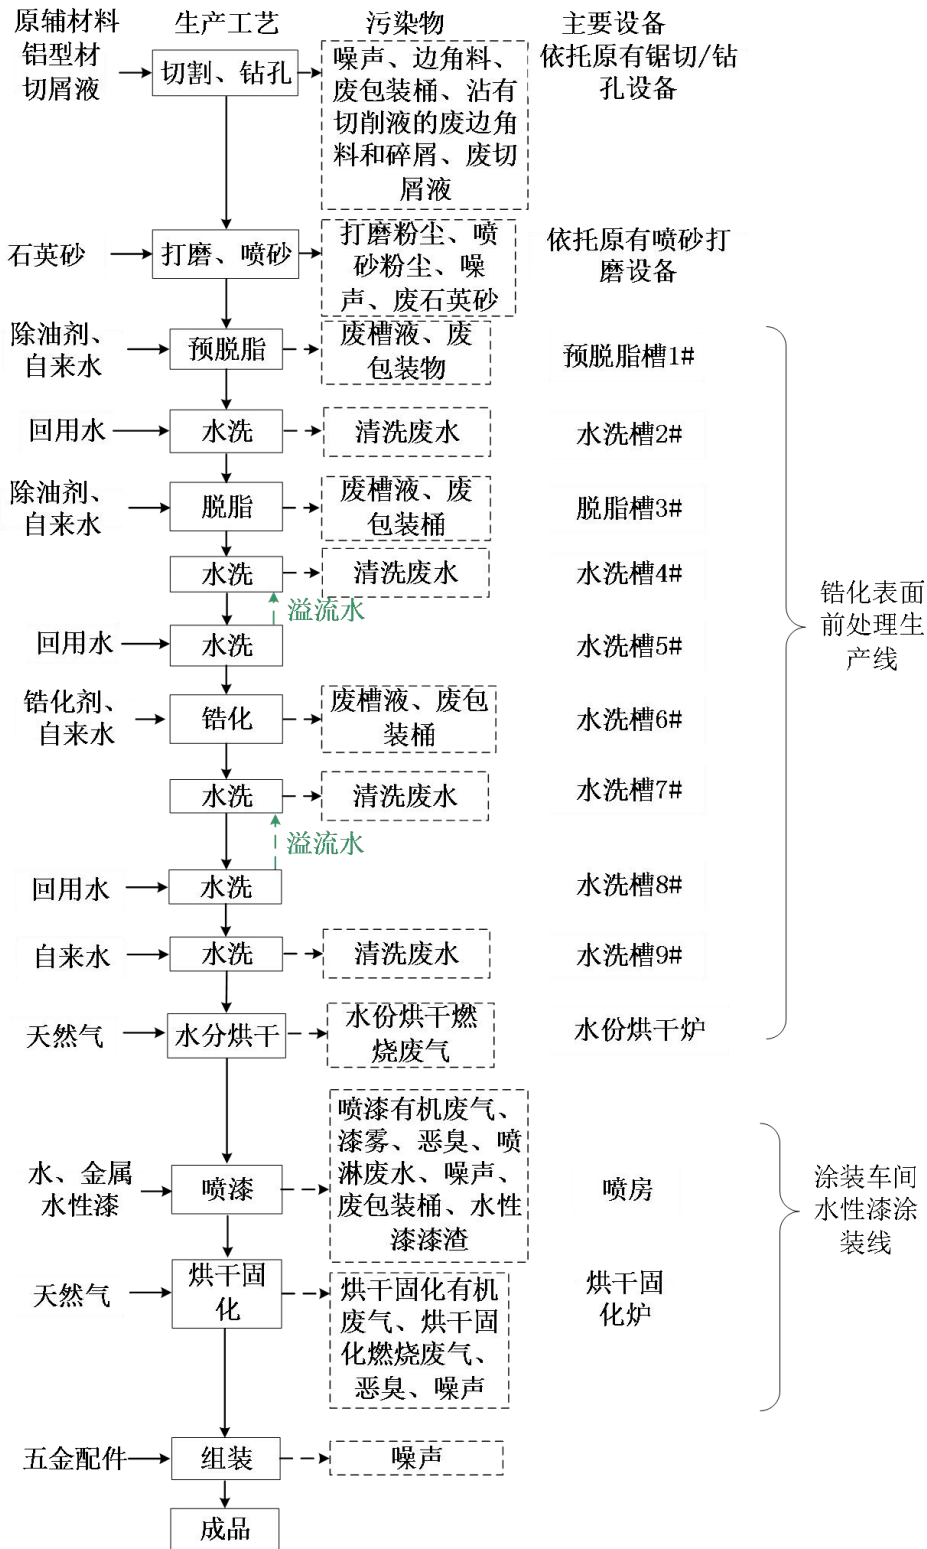 原辅材料
生产工艺
污染物
主要设备
铝型材
切屑液
切割、钻孔
噪声、边角料、
废包装桶、沾有
切削液的废边角
料和碎屑、废切
屑液
依托原有锯切/钻
孔设备
石英砂
打磨、喷砂
打磨粉尘、喷
砂粉尘、噪
声、废石英砂
依托原有喷砂打
磨设备
除油剂、
自来水
预脱脂
废槽液、废
包装物
预脱脂槽1#
回用水
水洗
清洗废水
水洗槽2#
除油剂、
自来水
脱脂
废槽液、废
包装桶
脱脂槽3#
水洗
清洗废水
水洗槽4#
溢流水
回用水
水洗
水洗槽5#
锆化剂、
自来水
锆化
废槽液、废包
装桶
水洗槽6#
水洗
清洗废水
水洗槽7#
溢流水
回用水
水洗
水洗槽8#
自来水
水洗
清洗废水
水洗槽9#
天然气
水分烘干
水份烘干燃
烧废气
水份烘干炉
锆化表面
前处理生
产线
水、金属
水性漆
喷漆
喷漆有机废气、
漆雾、恶臭、喷
淋废水、噪声、
废包装桶、水性
漆漆渣
喷房
天然气
烘干固
化
烘干固化有机
废气、烘干固
化燃烧废气、
恶臭、噪声
烘干固
化炉
涂装车间
水性漆涂
装线
五金配件
组装
噪声
成品